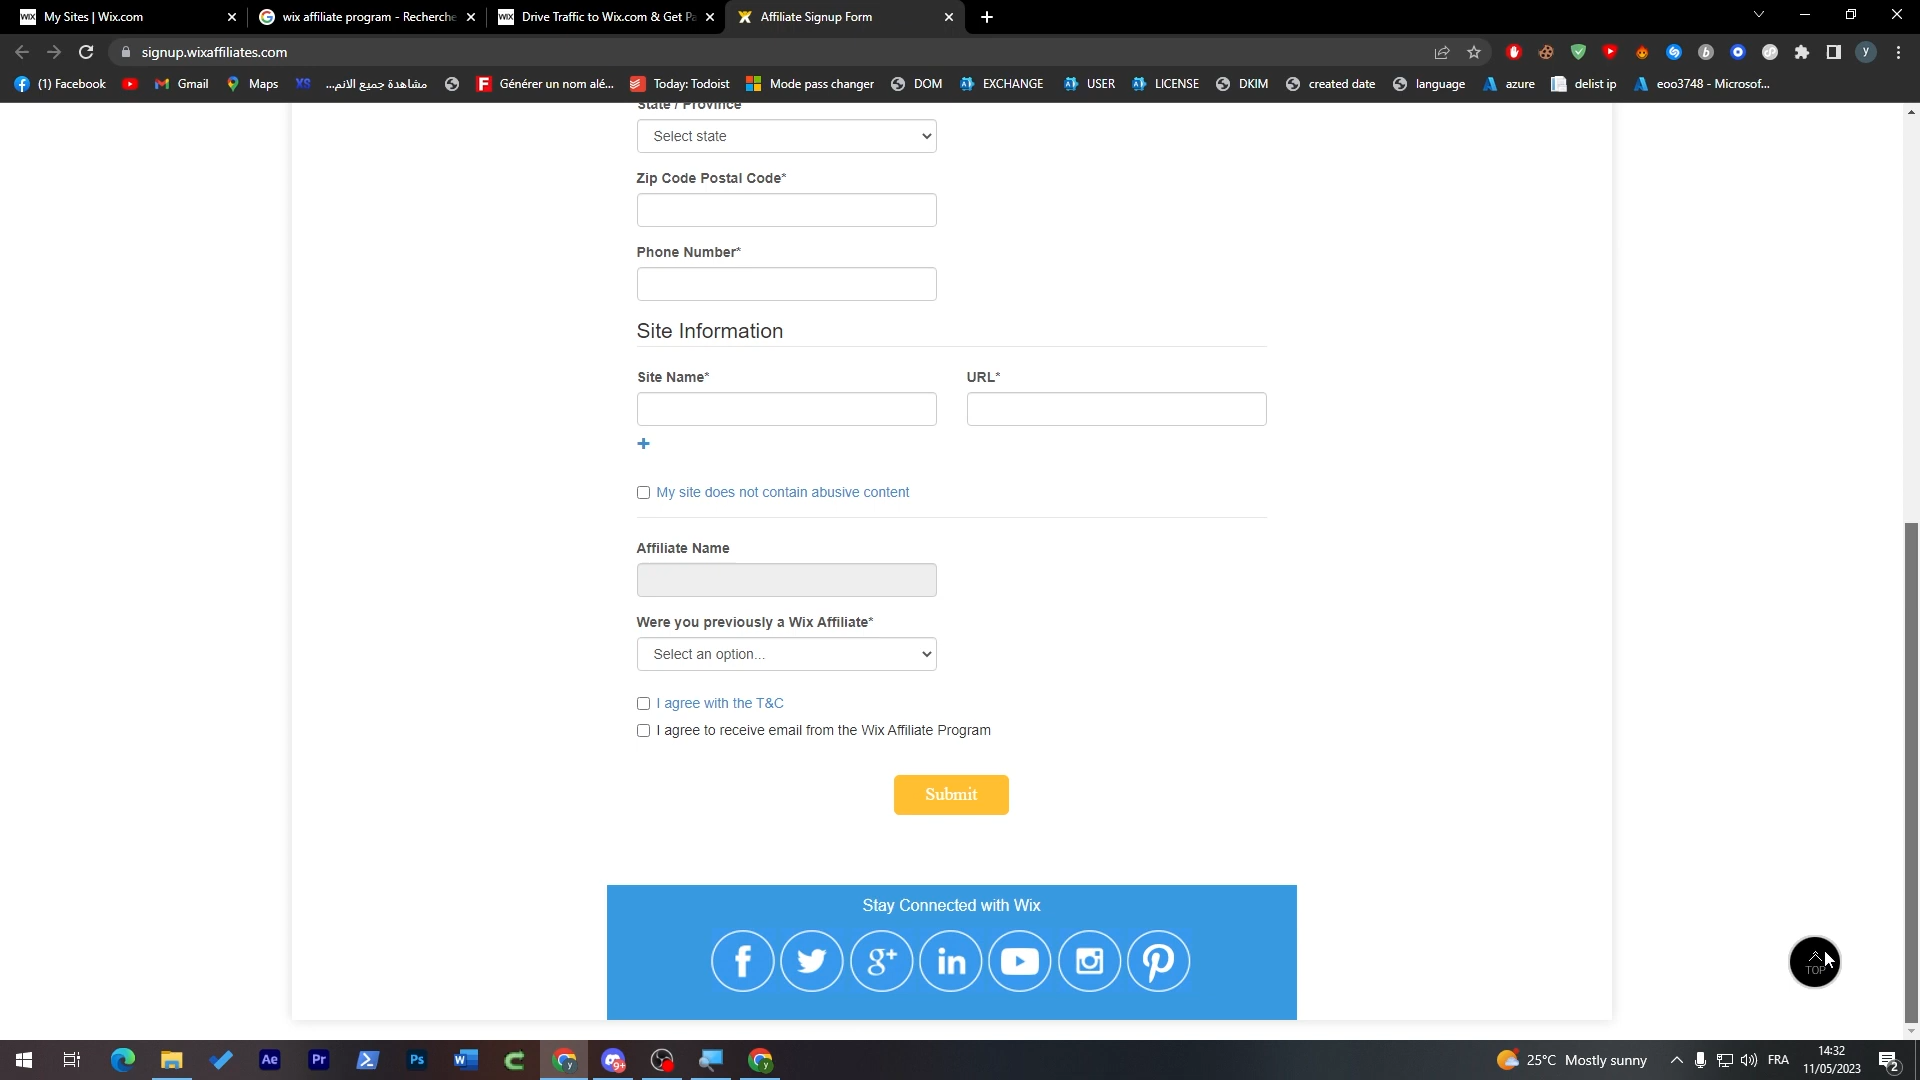 My Sites | Wix.com
wix affiliate program - Recherche
Drive Traffic to Wix.com & Get Pa
Affiliate Signup Form
signup.wixaffiliates.com
(1) Facebook
Gmail
Maps
XS
مشاهدة جميع الانم...
Générer un nom alé...
Today: Todoist
Mode pass changer
DOM
EXCHANGE
USER
LICENSE
DKIM
created date
language
azure
delist ip
eoo3748 - Microsof...
State / Province
Select state
Zip Code Postal Code*
Phone Number*
Site Information
Site Name*
URL*
+
My site does not contain abusive content
Affiliate Name
Were you previously a Wix Affiliate*
Select an option...
I agree with the T&C
I agree to receive email from the Wix Affiliate Program
Submit
Stay Connected with Wix
TOP
25°C Mostly sunny
FRA
14:32
11/05/2023
2